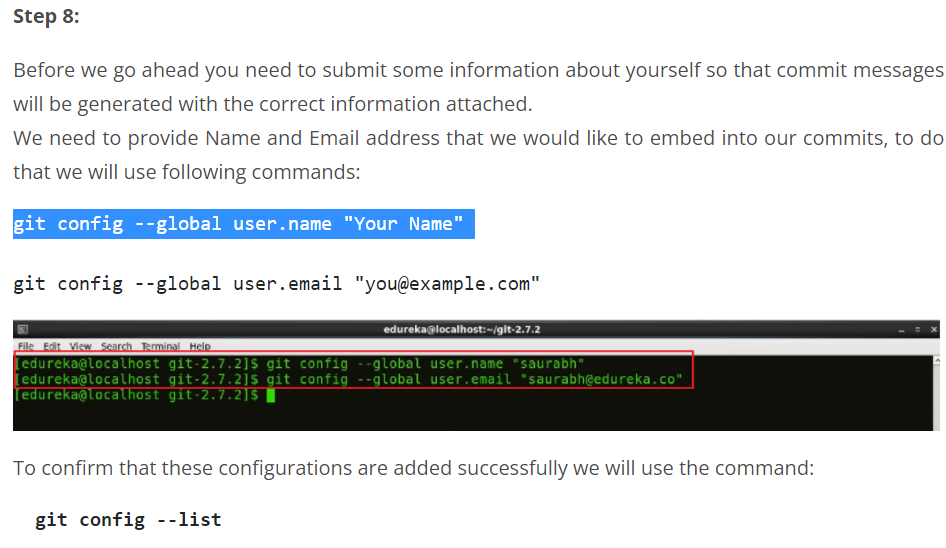 Step 8:
Before we go ahead you need to submit some information about yourself so that commit messages
will be generated with the correct information attached.
We need to provide Name and Email address that we would like to embed into our commits, to do
that we will use following commands:
git config --global user.name "Your Name"
git config --global user.email "you@example.com"
edureka@localhost:~/git-2.7.2
File Edit View Search Terminal Help
[edureka@localhost git-2.7.2]$ git config --global user.name "saurabh"
[edureka@localhost git-2.7.2]$ git config --global user.email "saurabh@edureka.co"
[edureka@localhost git-2.7.2]$
To confirm that these configurations are added successfully we will use the command:
git config --list